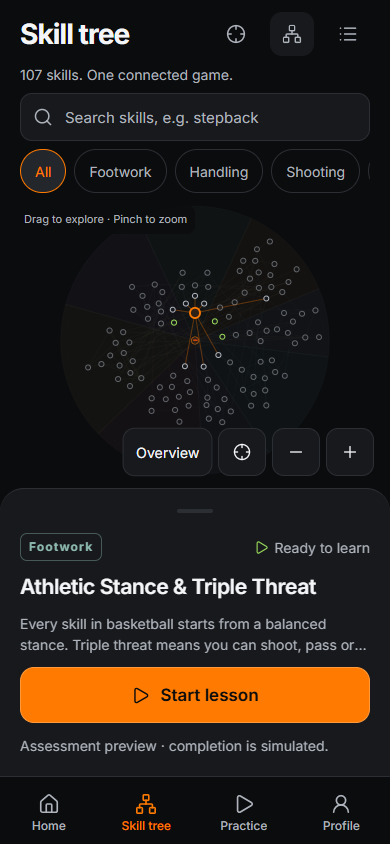 Skill tree
107 skills. One connected game.
Search skills, e.g. stepback
All
Footwork
Handling
Shooting
Drag to explore · Pinch to zoom
Overview
Footwork
Ready to learn
Athletic Stance & Triple Threat
Every skill in basketball starts from a balanced
stance. Triple threat means you can shoot, pass or...
Start lesson
Assessment preview · completion is simulated.
Home
Skill tree
Practice
Profile